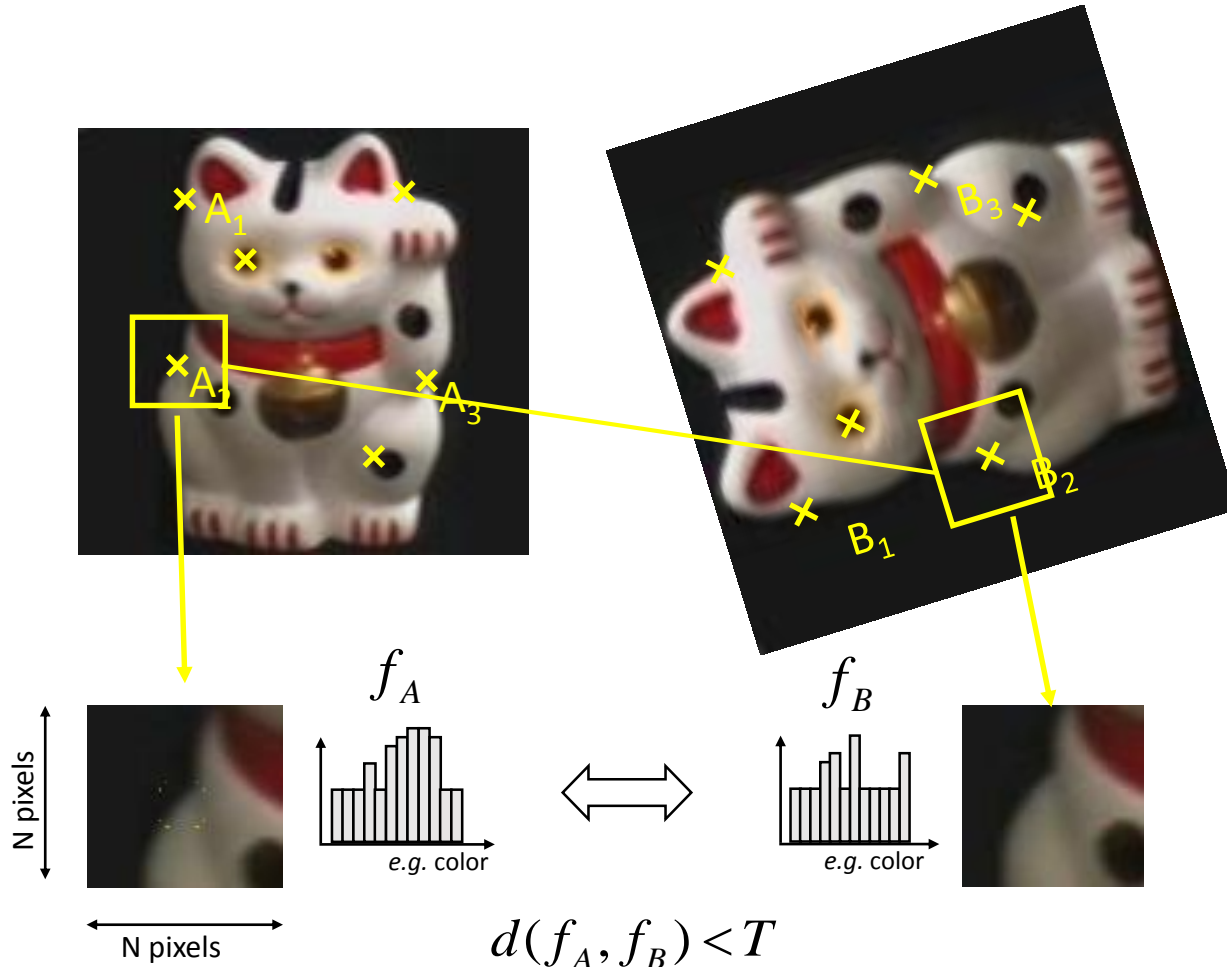 A₁
A₂
A₃
B₃
B₂
B₁
f_A
f_B
N pixels
e.g. color
e.g. color
N pixels
d(f_A, f_B) < T